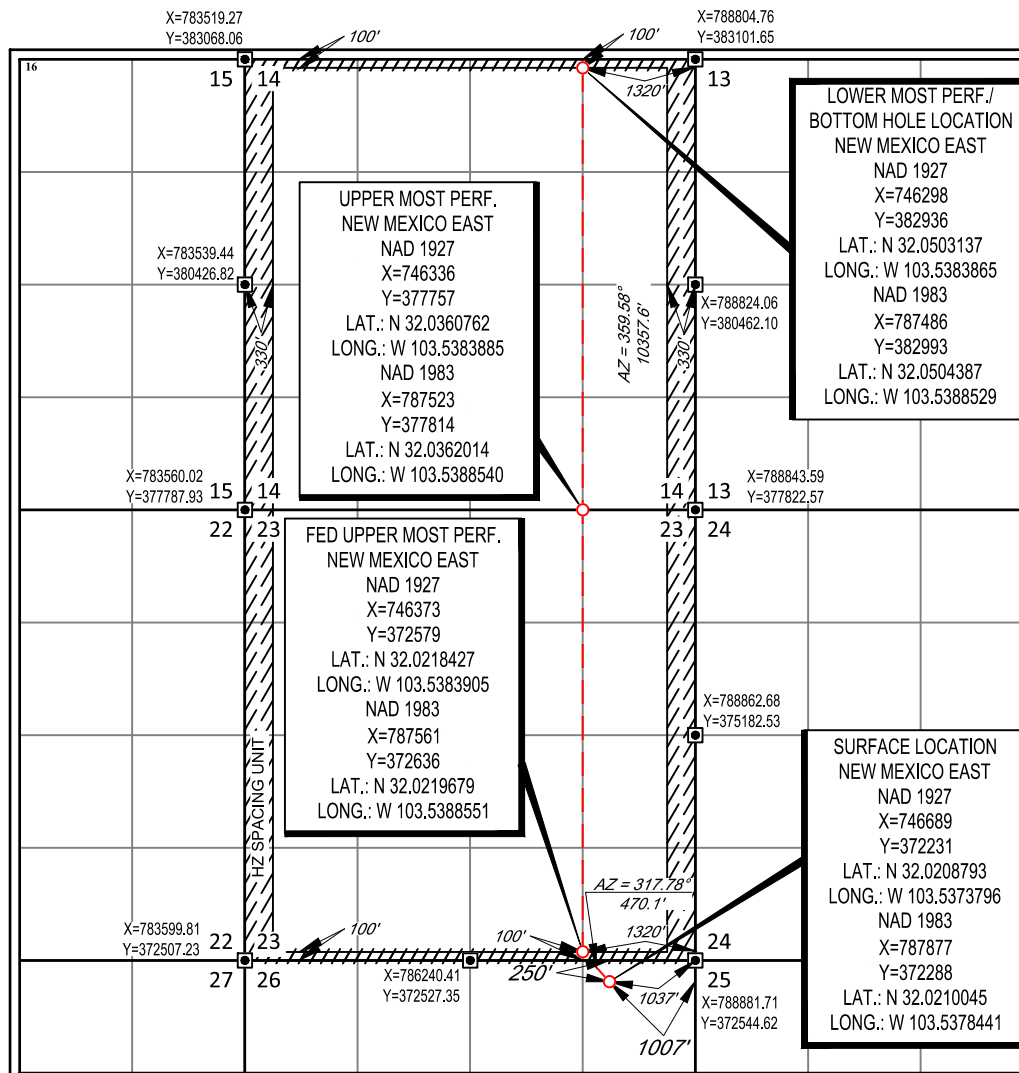 X=783519.27
Y=383068.06
X=788804.76
Y=383101.65
100'
100'
16
15
14
13
1320'
LOWER MOST PERF./
BOTTOM HOLE LOCATION
NEW MEXICO EAST
NAD 1927
X=746298
Y=382936
LAT.: N 32.0503137
LONG.: W 103.5383865
NAD 1983
X=787486
Y=382993
LAT.: N 32.0504387
LONG.: W 103.5388529
UPPER MOST PERF.
NEW MEXICO EAST
NAD 1927
X=746336
Y=377757
LAT.: N 32.0360762
LONG.: W 103.5383885
NAD 1983
X=787523
Y=377814
LAT.: N 32.0362014
LONG.: W 103.5388540
X=783539.44
Y=380426.82
330'
AZ = 359.58°
10357.6'
330'
X=788824.06
Y=380462.10
X=783560.02
Y=377787.93
15
14
22
23
14
13
23
24
X=788843.59
Y=377822.57
FED UPPER MOST PERF.
NEW MEXICO EAST
NAD 1927
X=746373
Y=372579
LAT.: N 32.0218427
LONG.: W 103.5383905
NAD 1983
X=787561
Y=372636
LAT.: N 32.0219679
LONG.: W 103.5388551
X=788862.68
Y=375182.53
HZ SPACING UNIT
SURFACE LOCATION
NEW MEXICO EAST
NAD 1927
X=746689
Y=372231
LAT.: N 32.0208793
LONG.: W 103.5373796
NAD 1983
X=787877
Y=372288
LAT.: N 32.0210045
LONG.: W 103.5378441
AZ = 317.78°
470.1'
X=783599.81
Y=372507.23
22
23
27
26
100'
100'
1320'
24
25
250'
X=786240.41
Y=372527.35
1037'
1007'
X=788881.71
Y=372544.62